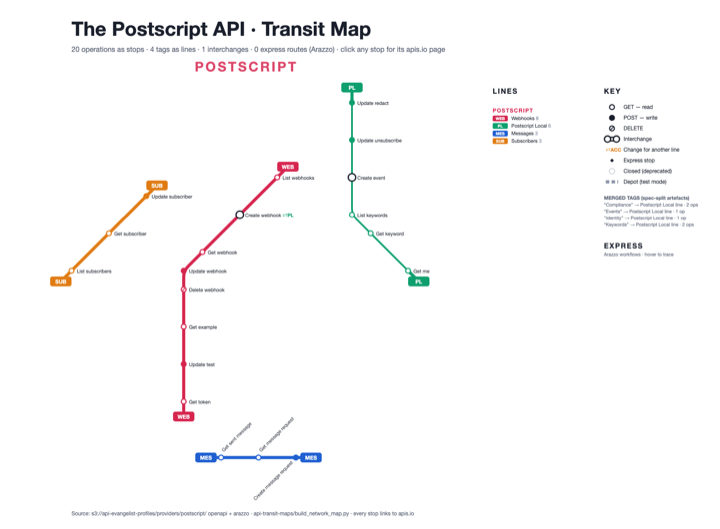 The Postscript API · Transit Map
20 operations as stops · 4 tags as lines · 1 interchanges · 0 express routes (Arazzo) · click any stop for its apis.io page
POSTSCRIPT
PL
Update redact
Update unsubscribe
Create event
List keywords
Get keyword
Get me
PL
WEB
List webhooks
Create webhook ⇄PL
Get webhook
Update webhook
Delete webhook
Get example
Update test
Get token
WEB
SUB
Update subscriber
Get subscriber
List subscribers
SUB
MES
Get sent message
Get message request
Create message request
MES
LINES
POSTSCRIPT
WEB Webhooks 8
PL Postscript Local 6
MES Messages 3
SUB Subscribers 3
KEY
GET — read
POST — write
DELETE
Interchange
⇄ACC Change for another line
Express stop
Closed (deprecated)
Depot (test mode)
MERGED TAGS (spec-split artefacts)
"Compliance" → Postscript Local line · 2 ops
"Events" → Postscript Local line · 1 op
"Identity" → Postscript Local line · 1 op
"Keywords" → Postscript Local line · 2 ops
EXPRESS
Arazzo workflows · hover to trace
Source: s3://api-evangelist-profiles/providers/postscript/ openapi + arazzo · api-transit-maps/build_network_map.py · every stop links to apis.io